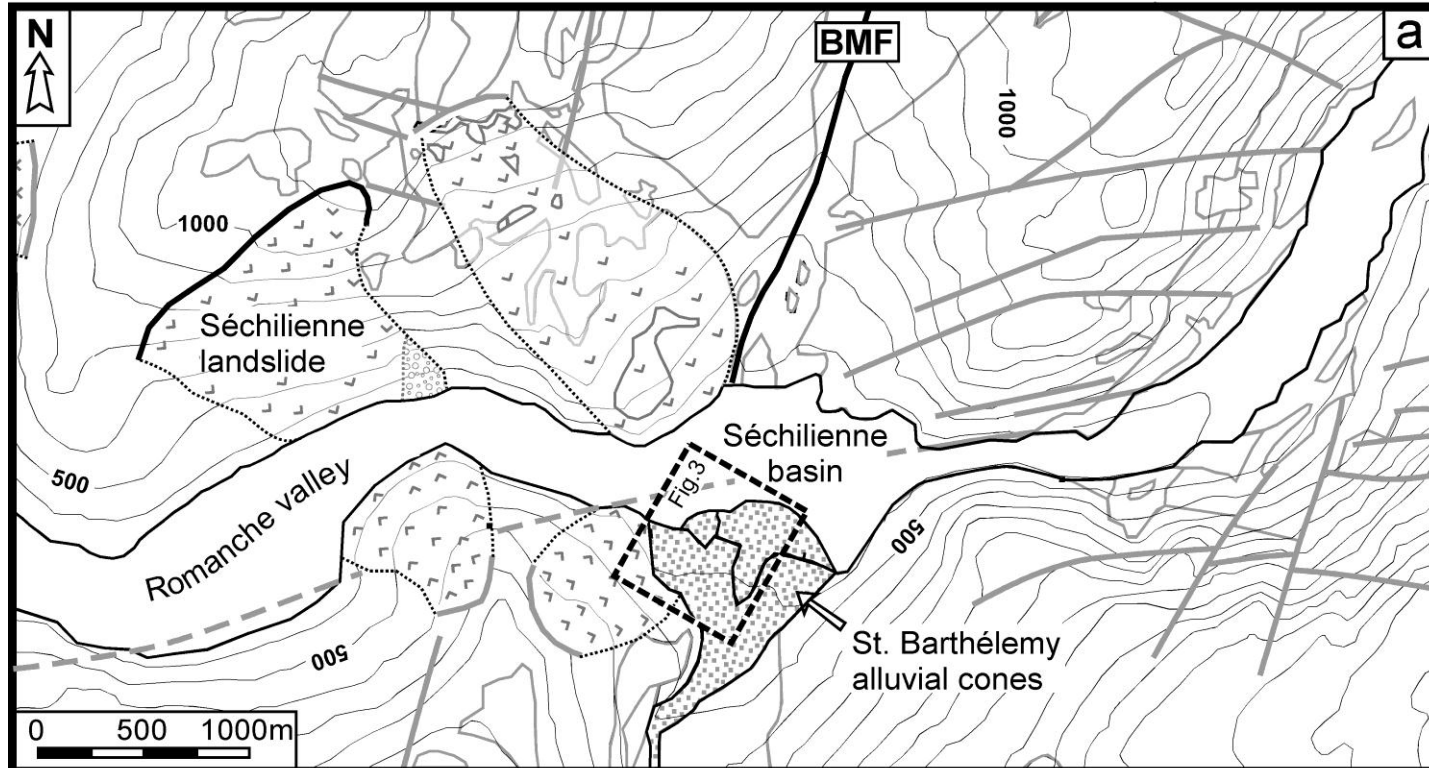 N
BMF
a
1000
1000
Séchilienne
landslide
Séchilienne
basin
Fig.3
500
500
Romanche valley
500
St. Barthélemy
alluvial cones
0 500 1000m